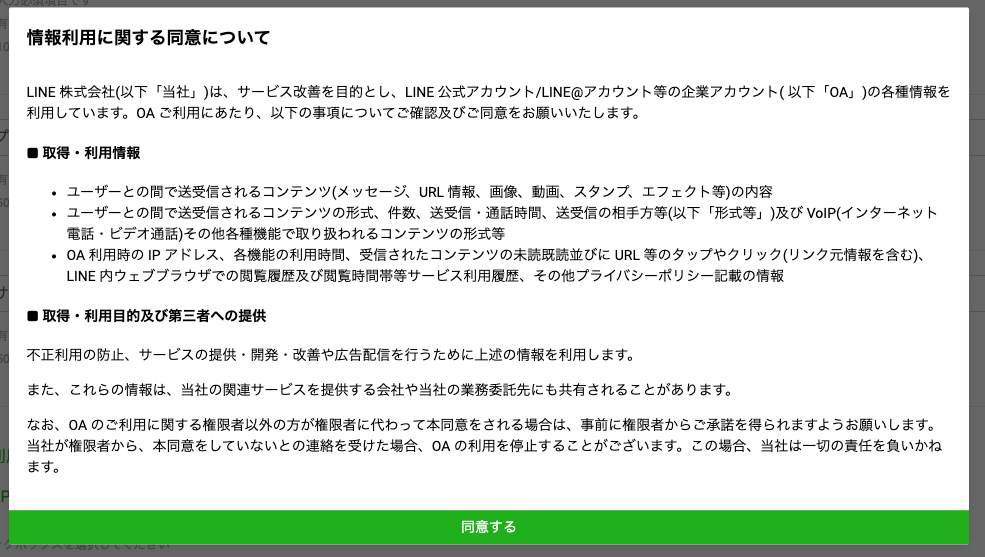 情報利用に関する同意について
LINE 株式会社(以下「当社」)は、サービス改善を目的とし、LINE 公式アカウント/LINE@アカウント等の企業アカウント( 以下「OA」)の各種情報を
利用しています。OA ご利用にあたり、以下の事項についてご確認及びご同意をお願いいたします。
■ 取得・利用情報
• ユーザーとの間で送受信されるコンテンツ(メッセージ、URL 情報、画像、動画、スタンプ、エフェクト等)の内容
• ユーザーとの間で送受信されるコンテンツの形式、件数、送受信・通話時間、送受信の相手方等(以下「形式等」)及び VoIP(インターネット
電話・ビデオ通話)その他各種機能で取り扱われるコンテンツの形式等
• OA 利用時の IP アドレス、各機能の利用時間、受信されたコンテンツの未読既読並びに URL 等のタップやクリック(リンク元情報を含む)、
LINE 内ウェブブラウザでの閲覧履歴及び閲覧時間帯等サービス利用履歴、その他プライバシーポリシー記載の情報
■ 取得・利用目的及び第三者への提供
不正利用の防止、サービスの提供・開発・改善や広告配信を行うために上述の情報を利用します。
また、これらの情報は、当社の関連サービスを提供する会社や当社の業務委託先にも共有されることがあります。
なお、OA のご利用に関する権限者以外の方が権限者に代わって本同意をされる場合は、事前に権限者からご承諾を得られますようお願いします。
当社が権限者から、本同意をしていないとの連絡を受けた場合、OA の利用を停止することがございます。この場合、当社は一切の責任を負いかね
ます。
同意する